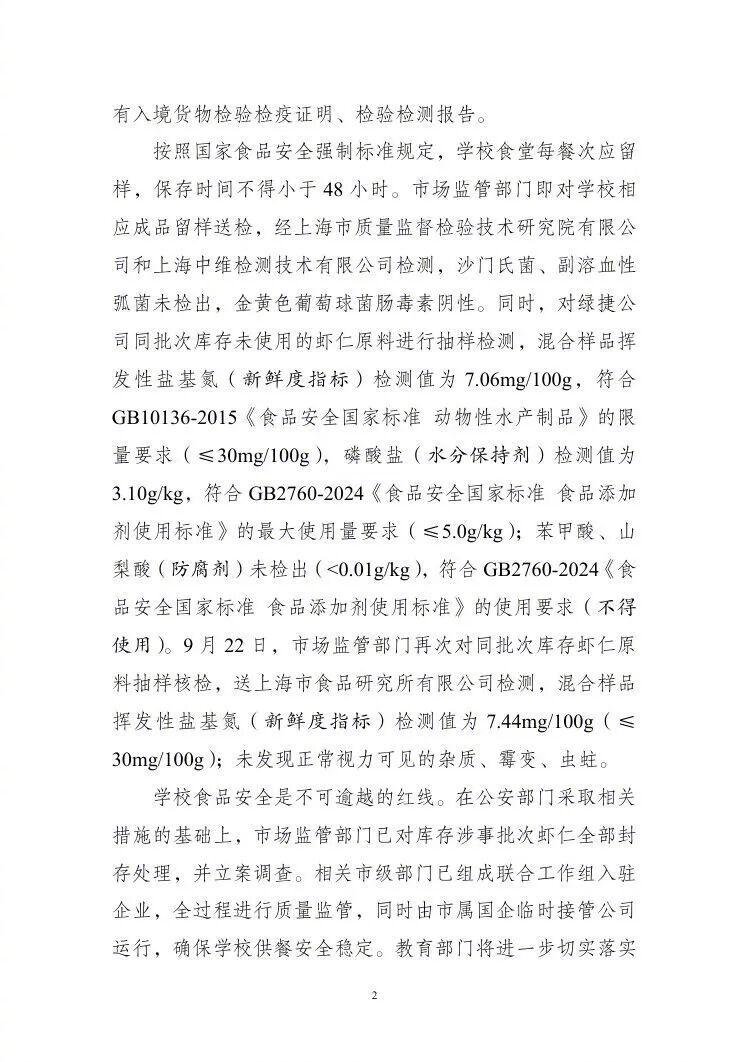 有入境货物检验检疫证明、检验检测报告。
按照国家食品安全强制标准规定，学校食堂每餐次应留
样，保存时间不得小于 48 小时。市场监管部门即对学校相
应成品留样送检，经上海市质量监督检验技术研究院有限公
司和上海中维检测技术有限公司检测，沙门氏菌、副溶血性
弧菌未检出，金黄色葡萄球菌肠毒素阴性。同时，对绿捷公
司同批次库存未使用的虾仁原料进行抽样检测，混合样品挥
发性盐基氮（新鲜度指标）检测值为 7.06mg/100g，符合
GB10136-2015《食品安全国家标准 动物性水产制品》的限
量要求（≤30mg/100g），磷酸盐（水分保持剂）检测值为
3.10g/kg，符合 GB2760-2024《食品安全国家标准 食品添加
剂使用标准》的最大使用量要求（≤5.0g/kg）；苯甲酸、山
梨酸（防腐剂）未检出（<0.01g/kg），符合 GB2760-2024《食
品安全国家标准 食品添加剂使用标准》的使用要求（不得
使用）。9 月 22 日，市场监管部门再次对同批次库存虾仁原
料抽样核检，送上海市食品研究所有限公司检测，混合样品
挥发性盐基氮（新鲜度指标）检测值为 7.44mg/100g（≤
30mg/100g）；未发现正常视力可见的杂质、霉变、虫蛀。
学校食品安全是不可逾越的红线。在公安部门采取相关
措施的基础上，市场监管部门已对库存涉事批次虾仁全部封
存处理，并立案调查。相关市级部门已组成联合工作组入驻
企业，全过程进行质量监管，同时由市属国企临时接管公司
运行，确保学校供餐安全稳定。教育部门将进一步切实落实
2